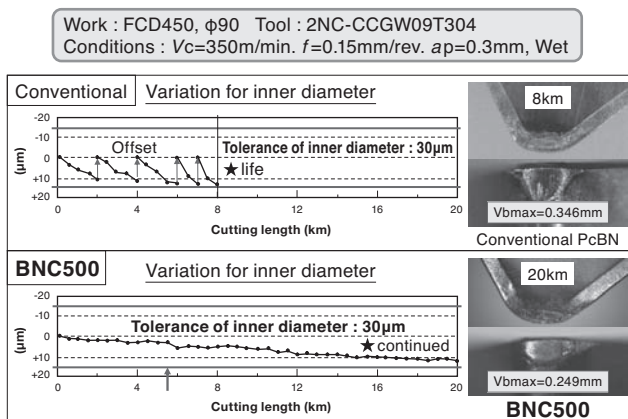 Work : FCD450, φ90 Tool : 2NC-CCGW09T304
Conditions : Vc=350m/min. f=0.15mm/rev. ap=0.3mm, Wet
Conventional
Variation for inner diameter
(μm)
-20
-10
0
+10
+20
Offset
Tolerance of inner diameter : 30μm
★ life
0 4 8 12 16 20
Cutting length (km)
8km
Vbmax=0.346mm
Conventional PcBN
BNC500
Variation for inner diameter
(μm)
-20
-10
0
+10
+20
Tolerance of inner diameter : 30μm
★ continued
0 4 8 12 16 20
Cutting length (km)
20km
Vbmax=0.249mm
BNC500